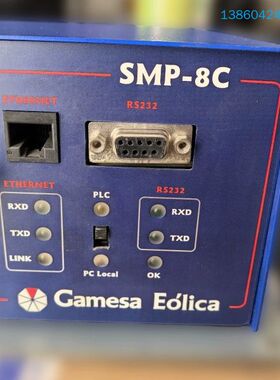 1386042
SMP-8C
ETHERNET
RS232
ETHERNET
PLC
RS232
RXD
RXD
TXD
TXD
LINK
PC Local
OK
Gamesa Eólica